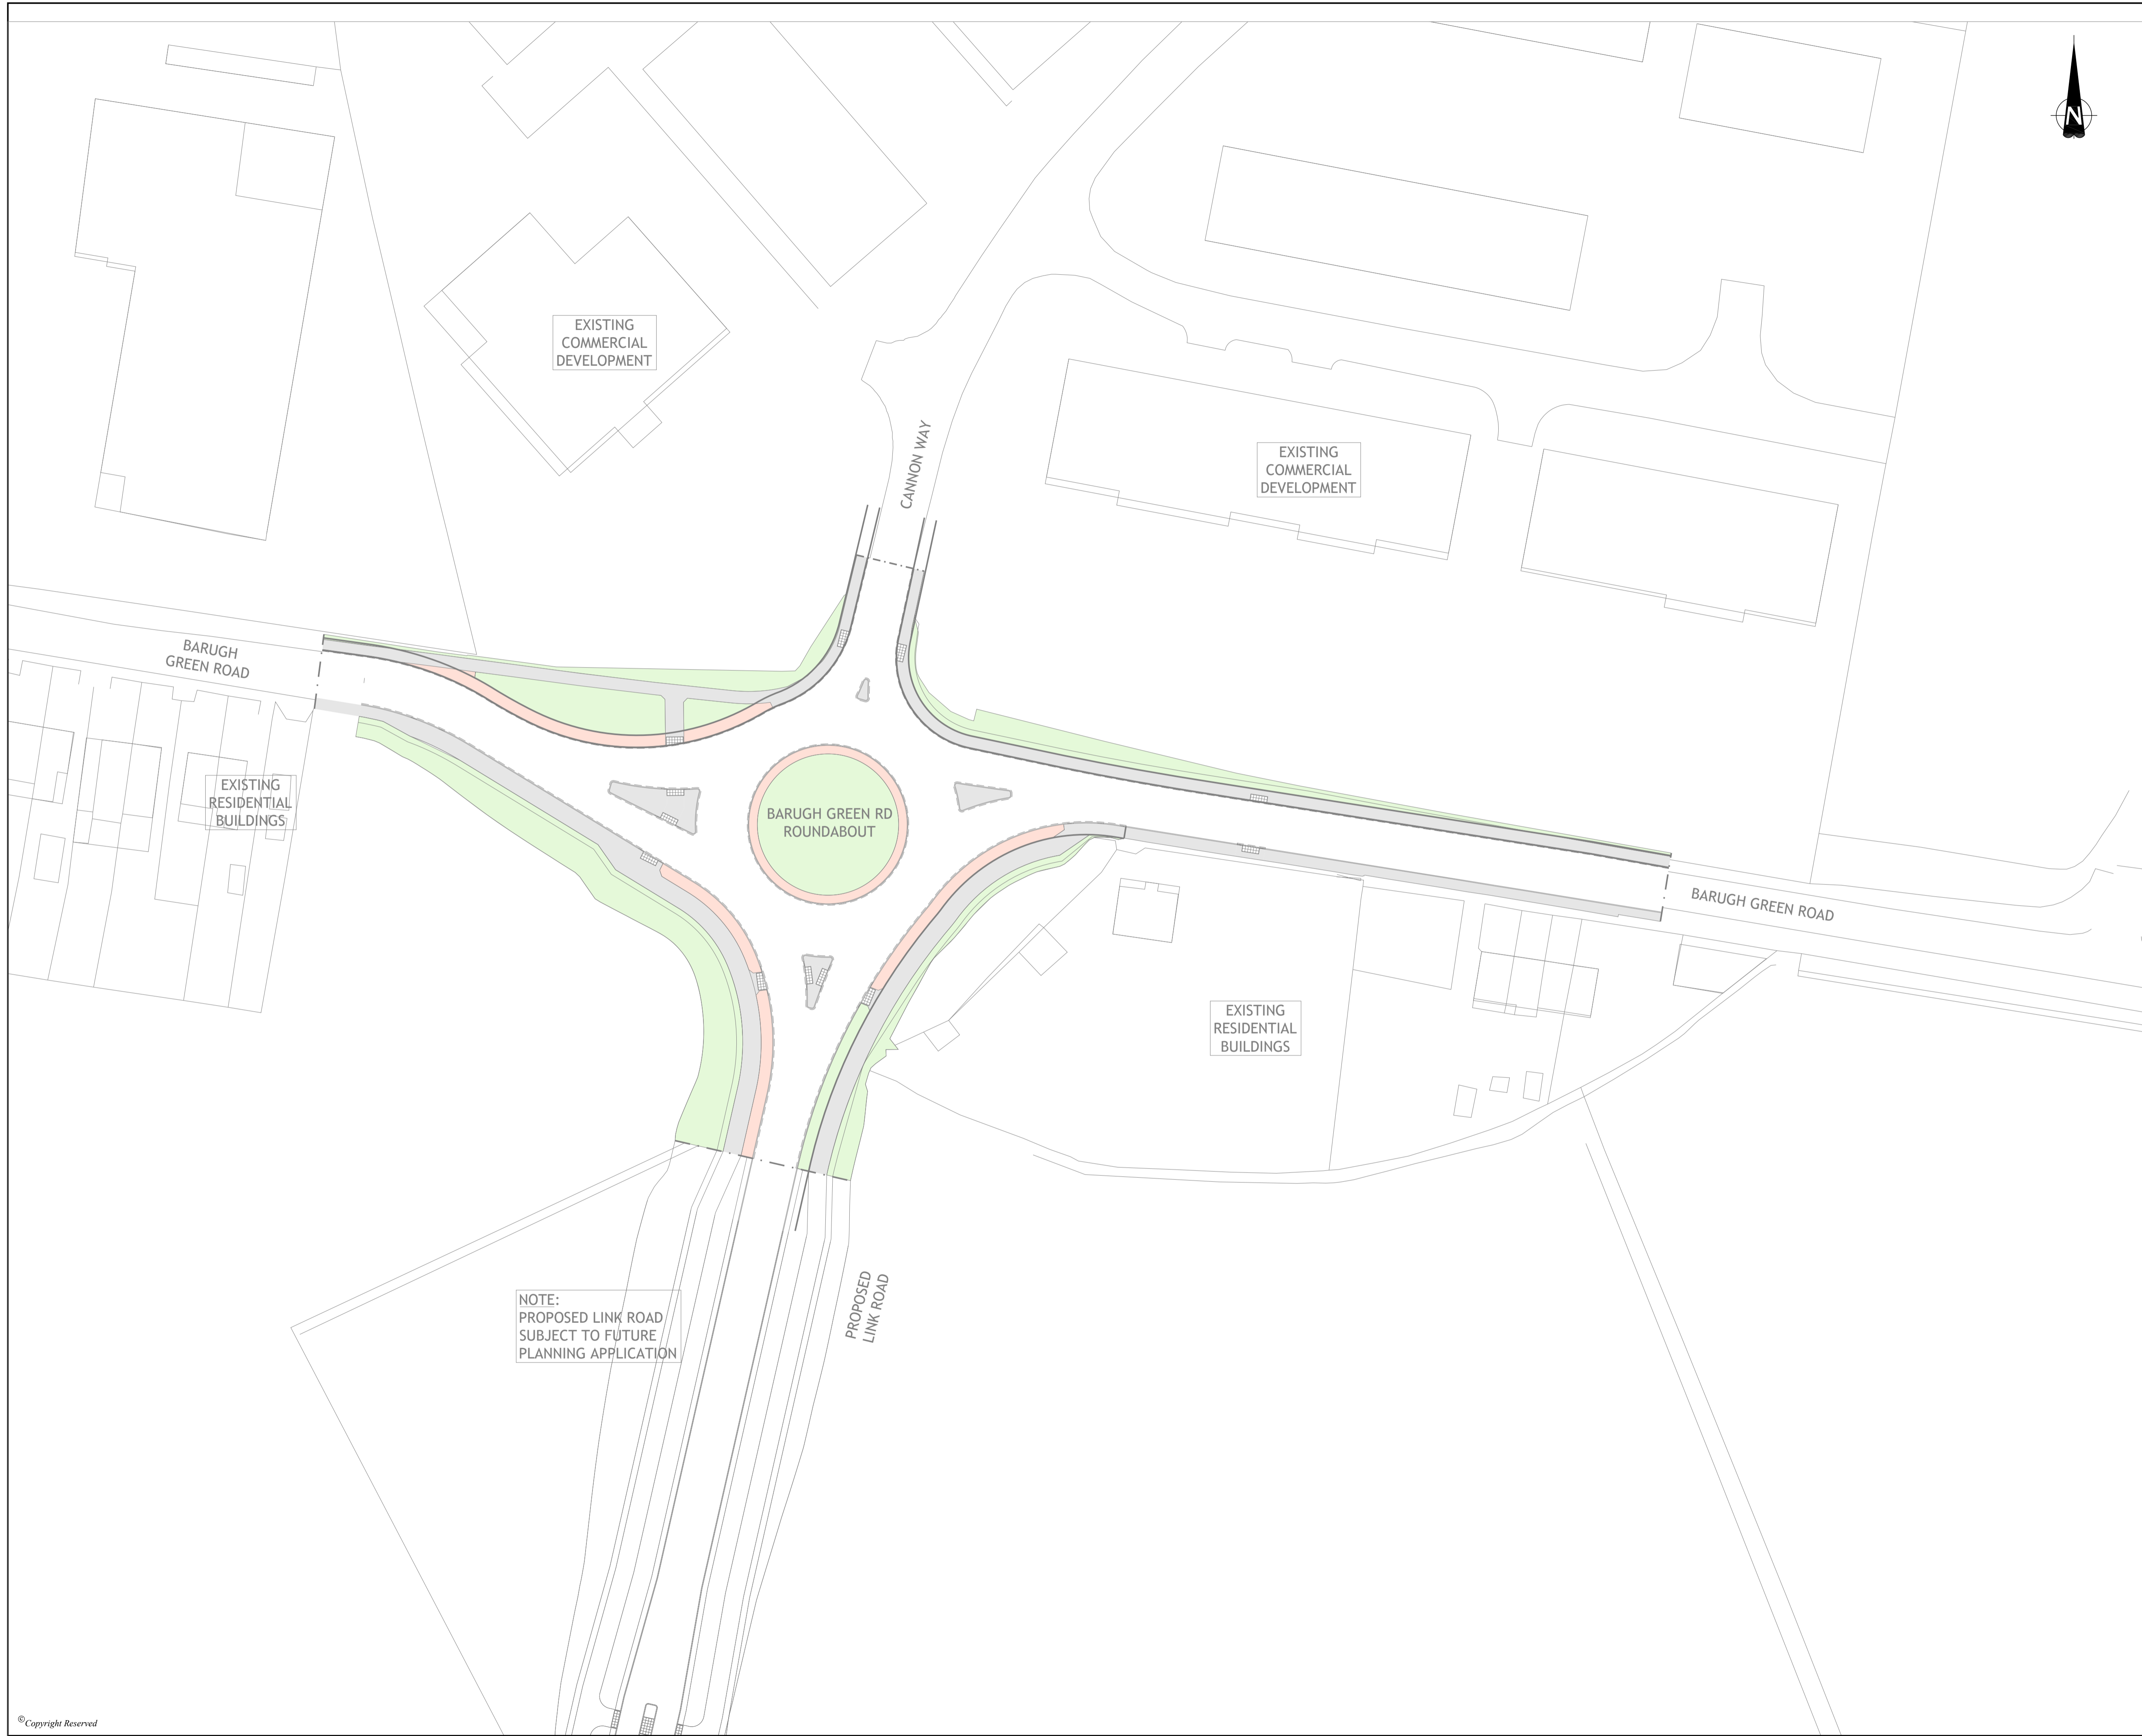 N
EXISTING
COMMERCIAL
DEVELOPMENT
CANNON WAY
EXISTING
COMMERCIAL
DEVELOPMENT
BARUGH
GREEN ROAD
EXISTING
RESIDENTIAL
BUILDINGS
BARUGH GREEN RD
ROUNDABOUT
BARUGH GREEN ROAD
EXISTING
RESIDENTIAL
BUILDINGS
NOTE:
PROPOSED LINK ROAD
SUBJECT TO FUTURE
PLANNING APPLICATION
PROPOSED
LINK ROAD
©Copyright Reserved